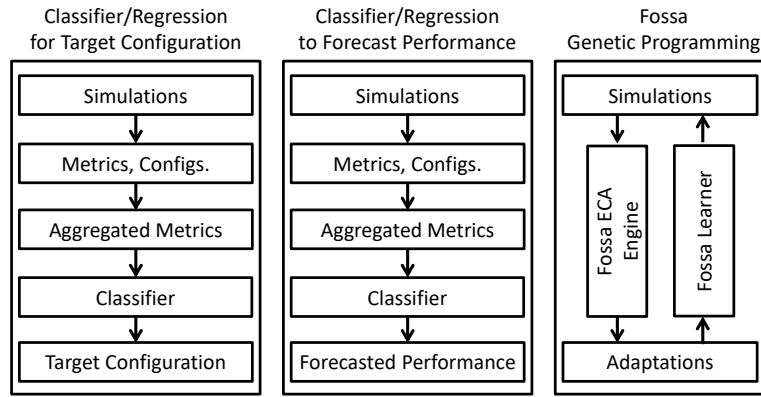 Classifier/Regression
for Target Configuration
Simulations
Metrics, Configs.
Aggregated Metrics
Classifier
Target Configuration
Classifier/Regression
to Forecast Performance
Simulations
Metrics, Configs.
Aggregated Metrics
Classifier
Forecasted Performance
Fossa
Genetic Programming
Simulations
Fossa ECA
Engine
Fossa Learner
Adaptations